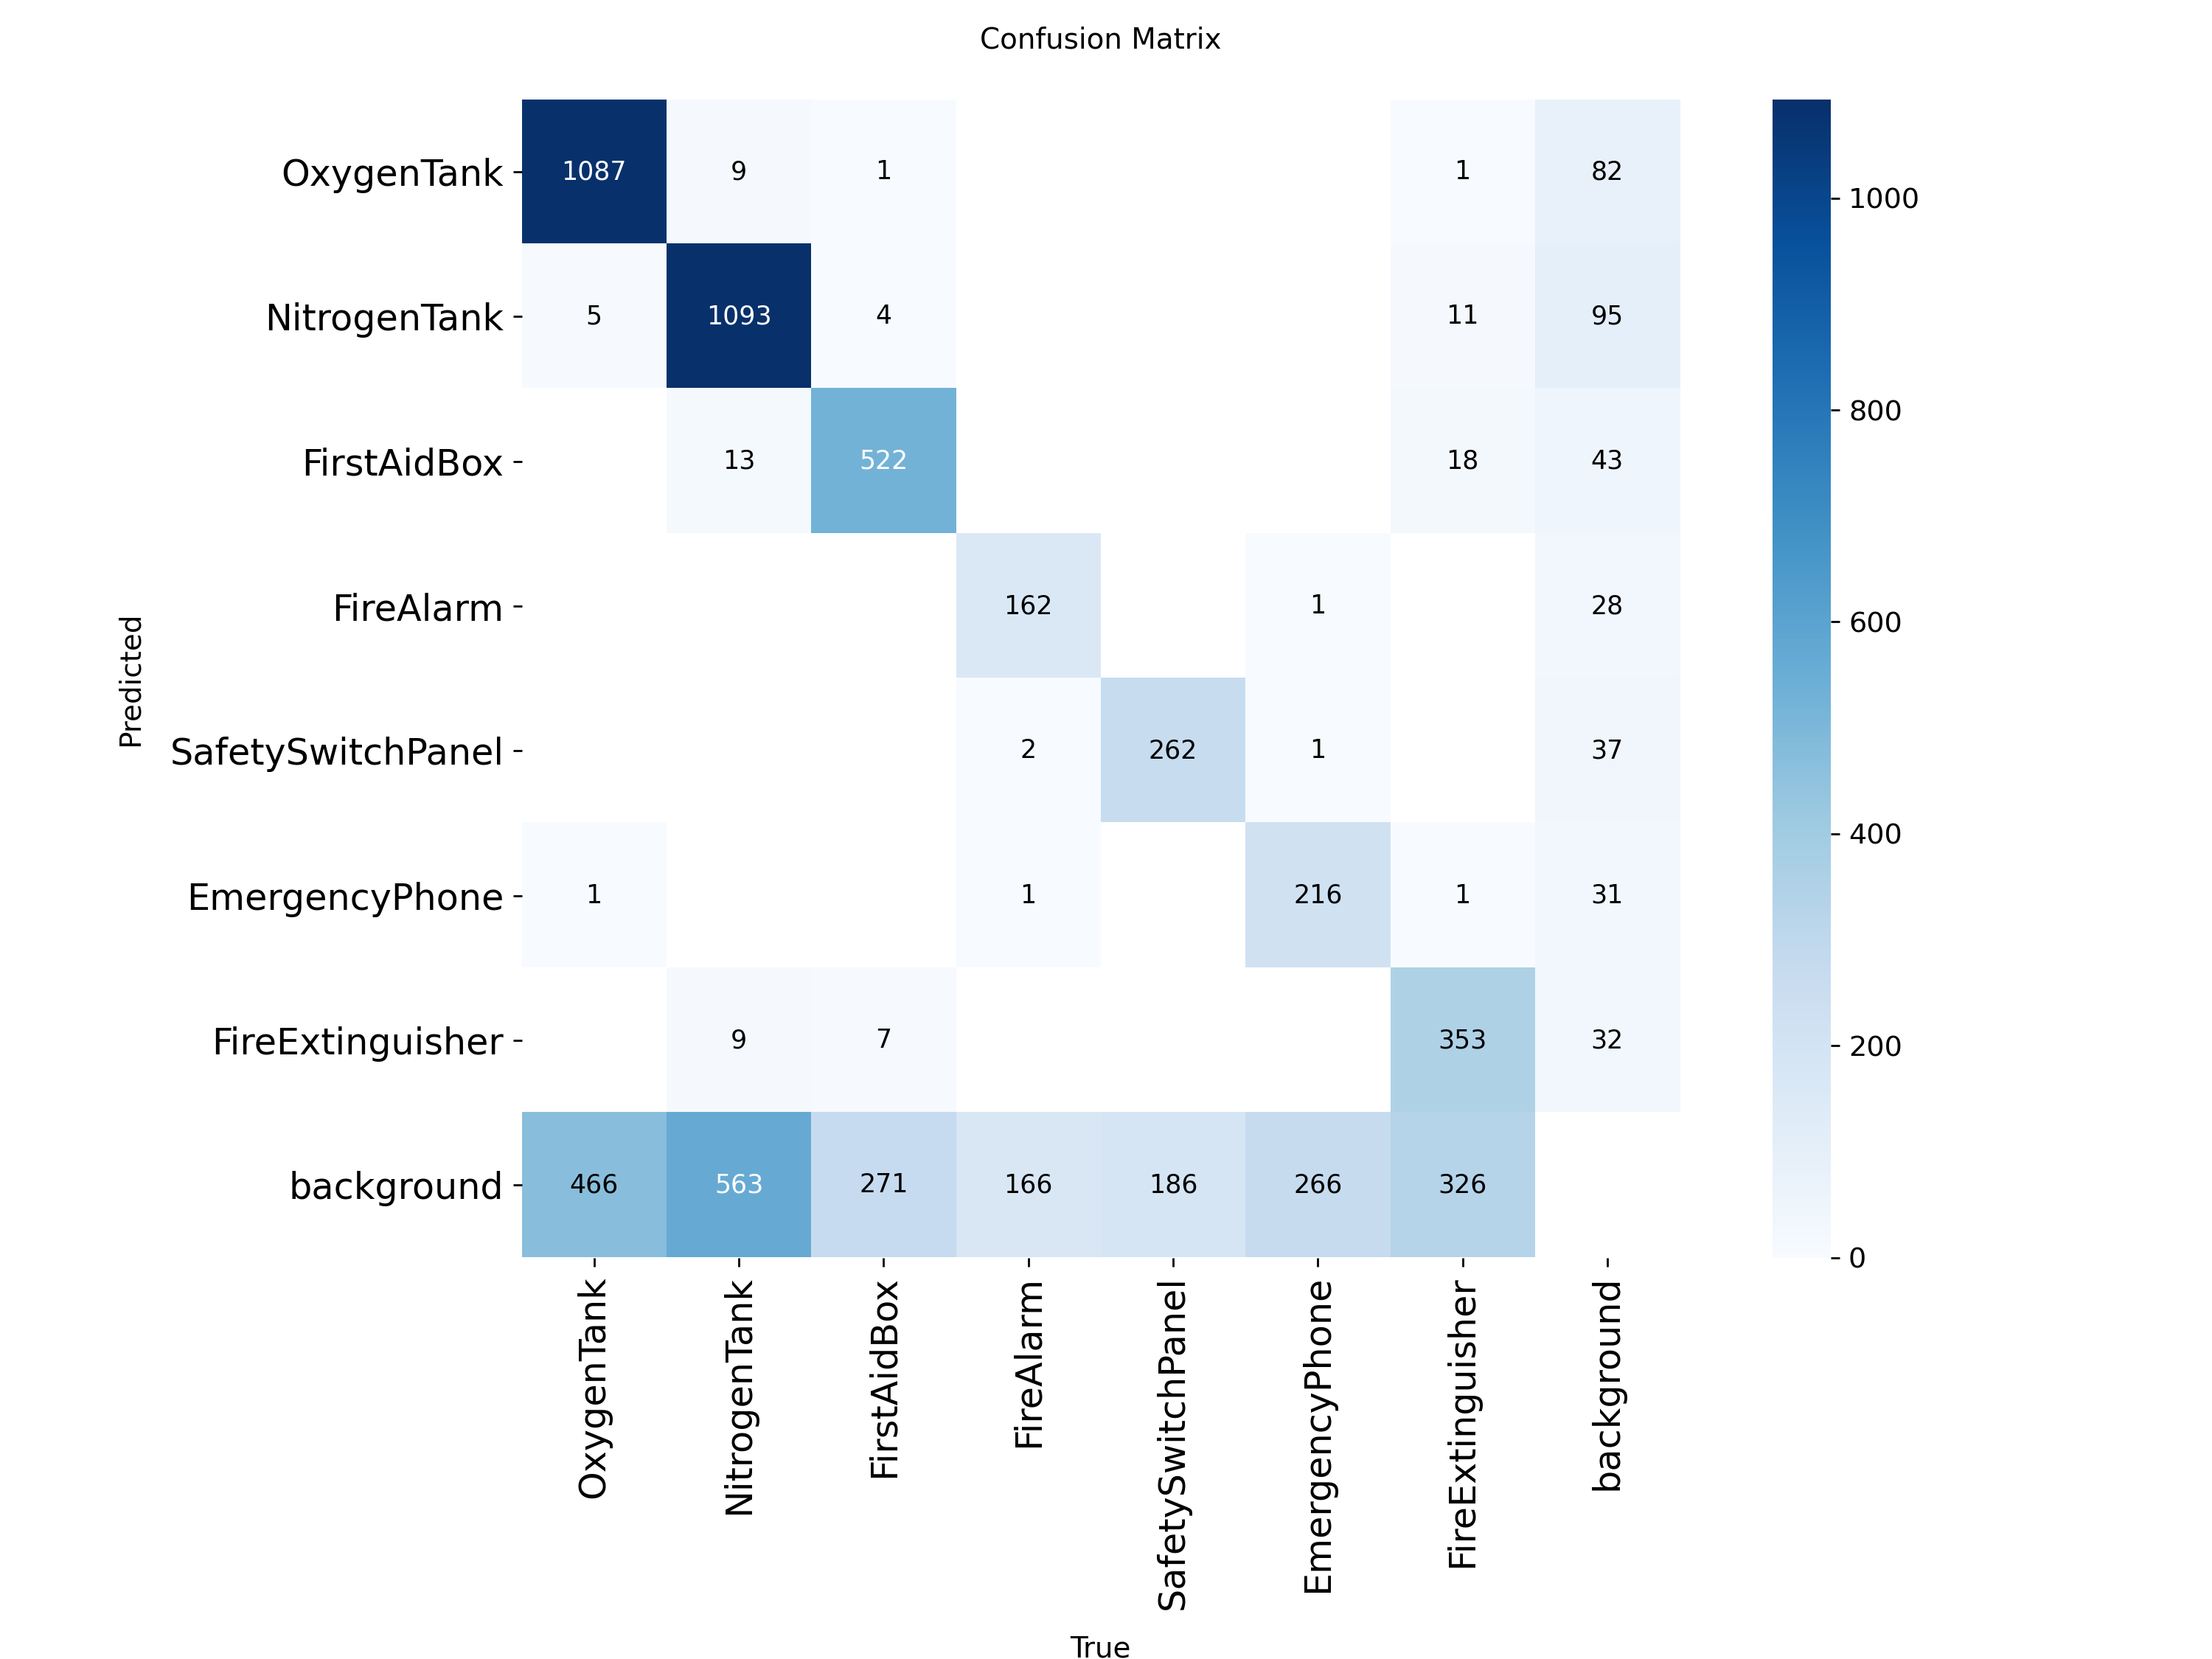 Confusion Matrix
Predicted
OxygenTank 1087 9 1 1 82
NitrogenTank 5 1093 4 11 95
FirstAidBox 13 522 18 43
FireAlarm 162 1 28
SafetySwitchPanel 2 262 1 37
EmergencyPhone 1 1 216 1 31
FireExtinguisher 9 7 353 32
background 466 563 271 166 186 266 326
OxygenTank
NitrogenTank
FirstAidBox
FireAlarm
SafetySwitchPanel
EmergencyPhone
FireExtinguisher
background
True
1000
800
600
400
200
0